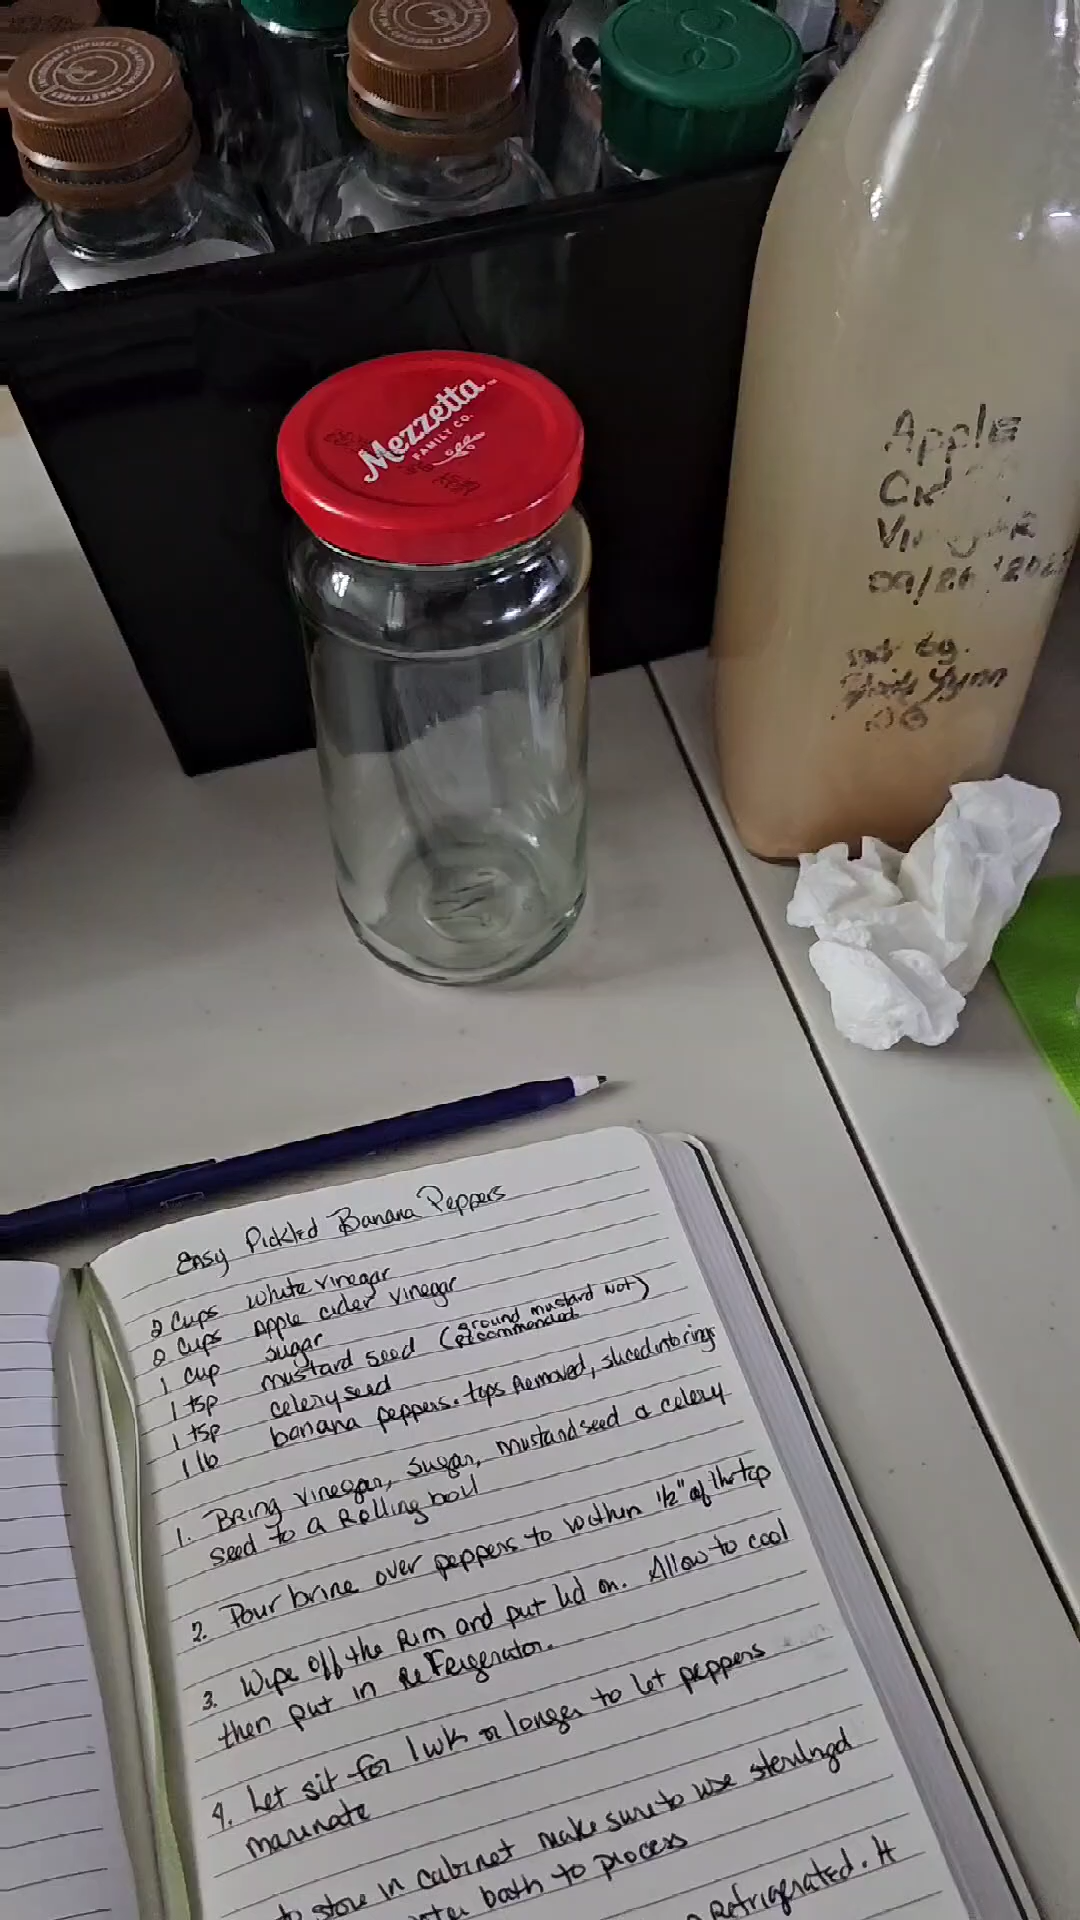 Mezzetta
FAMILY CO.
Apple
09/26
Easy Pickled Banana Peppers
2 cups white vinegar
2 cups Apple cider vinegar
1 cup sugar
1 tsp mustard seed (ground mustard not recommended)
1 tsp celery seed
1 lb banana peppers. tops Removed, sliced in to rings
1. Bring vinegar, sugar, mustard seed & celery
seed to a Rolling boil
2. Pour brine over peppers to within 1/2" of the top
3. Wipe off the Rim and put lid on. Allow to cool
then put in ReFrigerator.
4. Let sit for 1 wk or longer to let peppers
marinate
to store in cabinet make sure to use sterilized
bath to process
Refrigerated. It